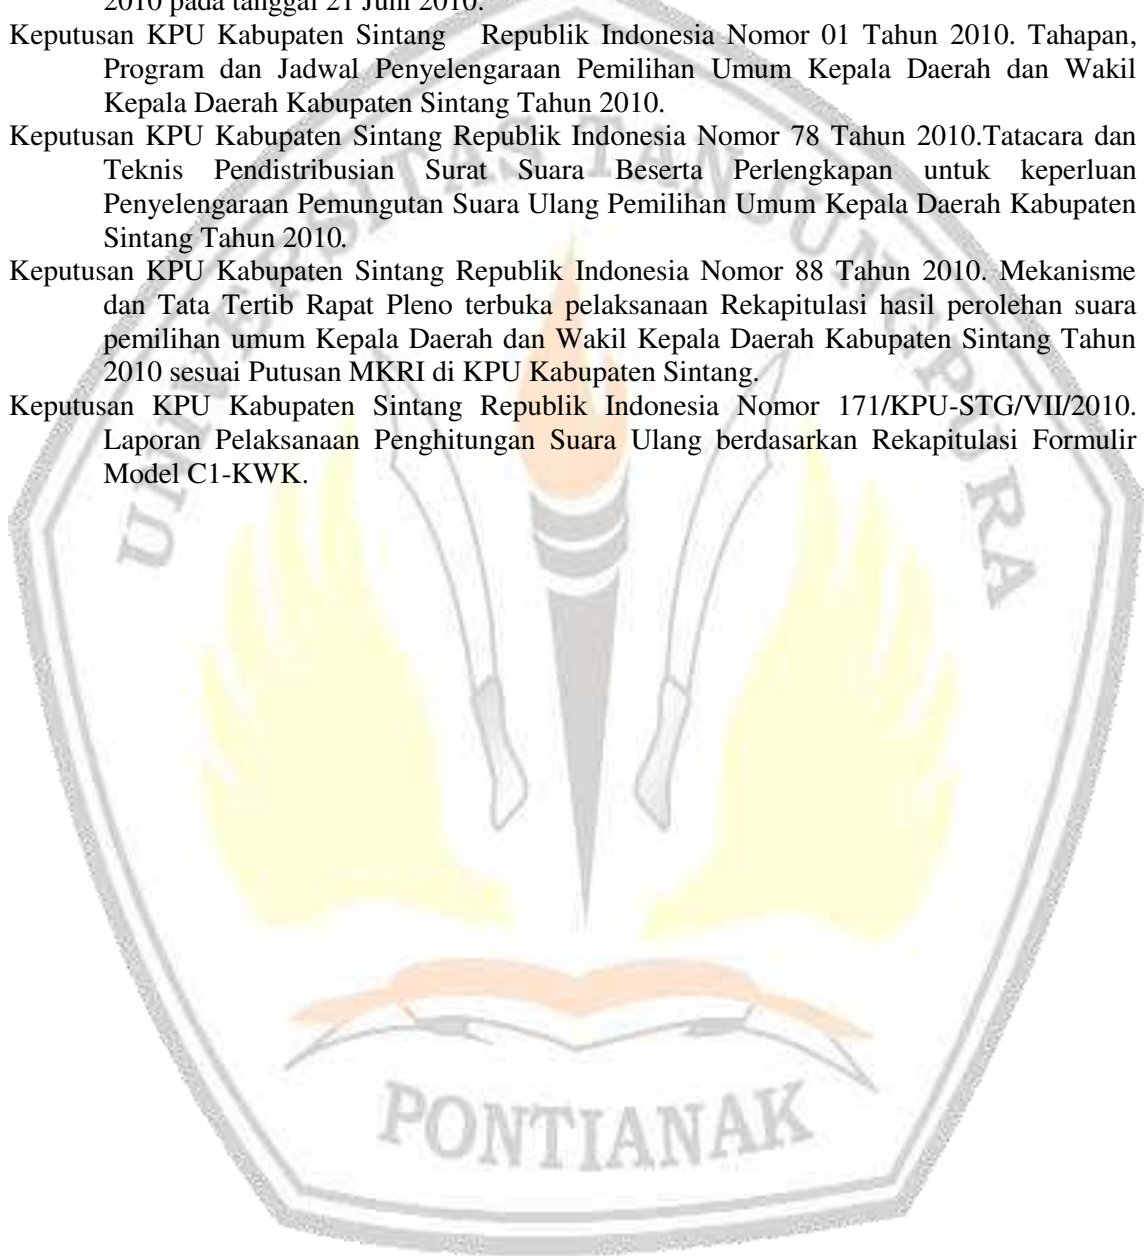 2010 pada tanggal 21 Juni 2010.
Keputusan KPU Kabupaten Sintang Republik Indonesia Nomor 01 Tahun 2010. Tahapan,
Program dan Jadwal Penyelengaraan Pemilihan Umum Kepala Daerah dan Wakil
Kepala Daerah Kabupaten Sintang Tahun 2010.
Keputusan KPU Kabupaten Sintang Republik Indonesia Nomor 78 Tahun 2010.Tatacara dan
Teknis Pendistribusian Surat Suara Beserta Perlengkapan untuk keperluan
Penyelengaraan Pemungutan Suara Ulang Pemilihan Umum Kepala Daerah Kabupaten
Sintang Tahun 2010.
Keputusan KPU Kabupaten Sintang Republik Indonesia Nomor 88 Tahun 2010. Mekanisme
dan Tata Tertib Rapat Pleno terbuka pelaksanaan Rekapitulasi hasil perolehan suara
pemilihan umum Kepala Daerah dan Wakil Kepala Daerah Kabupaten Sintang Tahun
2010 sesuai Putusan MKRI di KPU Kabupaten Sintang.
Keputusan KPU Kabupaten Sintang Republik Indonesia Nomor 171/KPU-STG/VII/2010.
Laporan Pelaksanaan Penghitungan Suara Ulang berdasarkan Rekapitulasi Formulir
Model C1-KWK.
UNIVERSITAS TANJUNGPURA
PONTIANAK